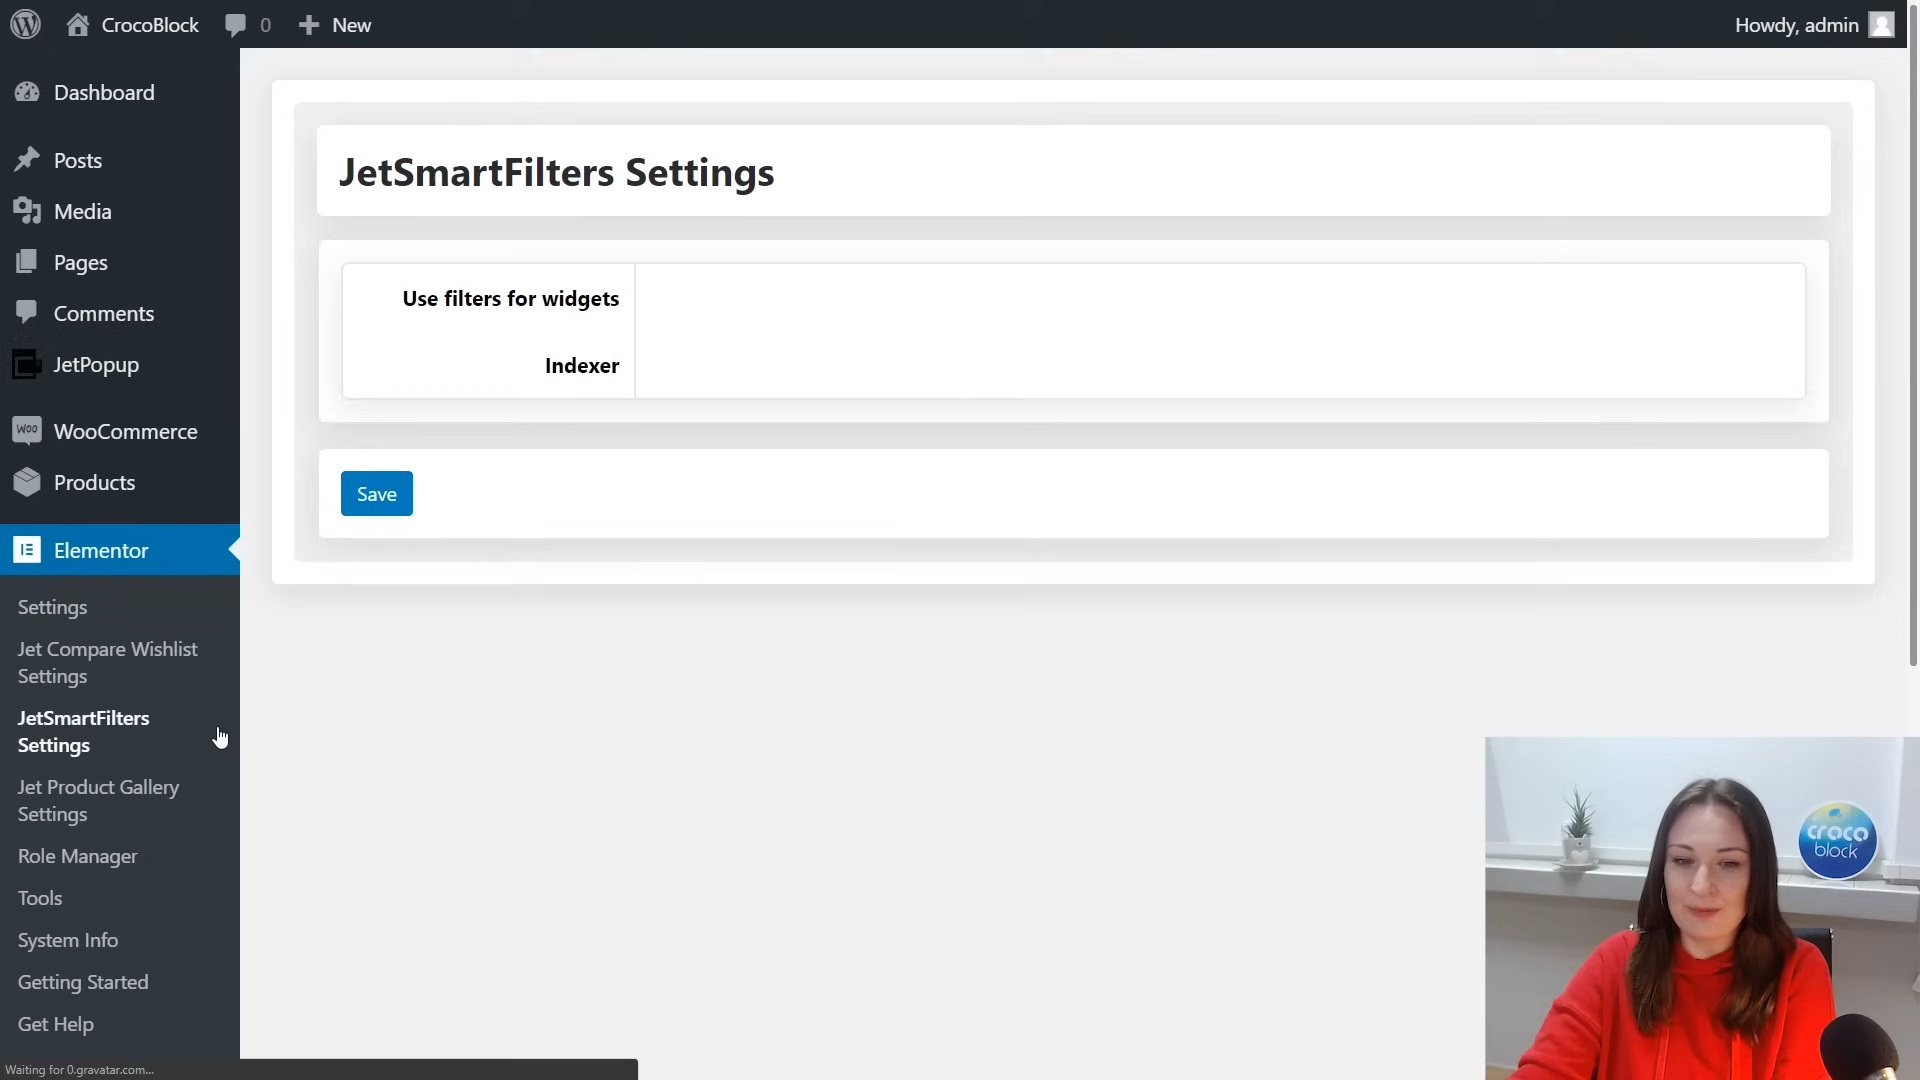 CrocoBlock
0
New
Howdy, admin
Dashboard
Posts
Media
Pages
Comments
JetPopup
WOO
WooCommerce
Products
Elementor
Settings
Jet Compare Wishlist
Settings
JetSmartFilters
Settings
Jet Product Gallery
Settings
Role Manager
Tools
System Info
Getting Started
Get Help
Waiting for 0.gravatar.com...
JetSmartFilters Settings
Use filters for widgets
Indexer
Save
croco
block